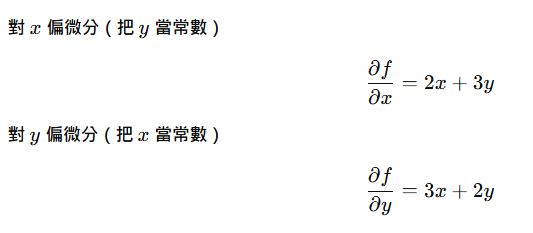 對 x 偏微分（把 y 當常數）
∂f/∂x = 2x + 3y
對 y 偏微分（把 x 當常數）
∂f/∂y = 3x + 2y